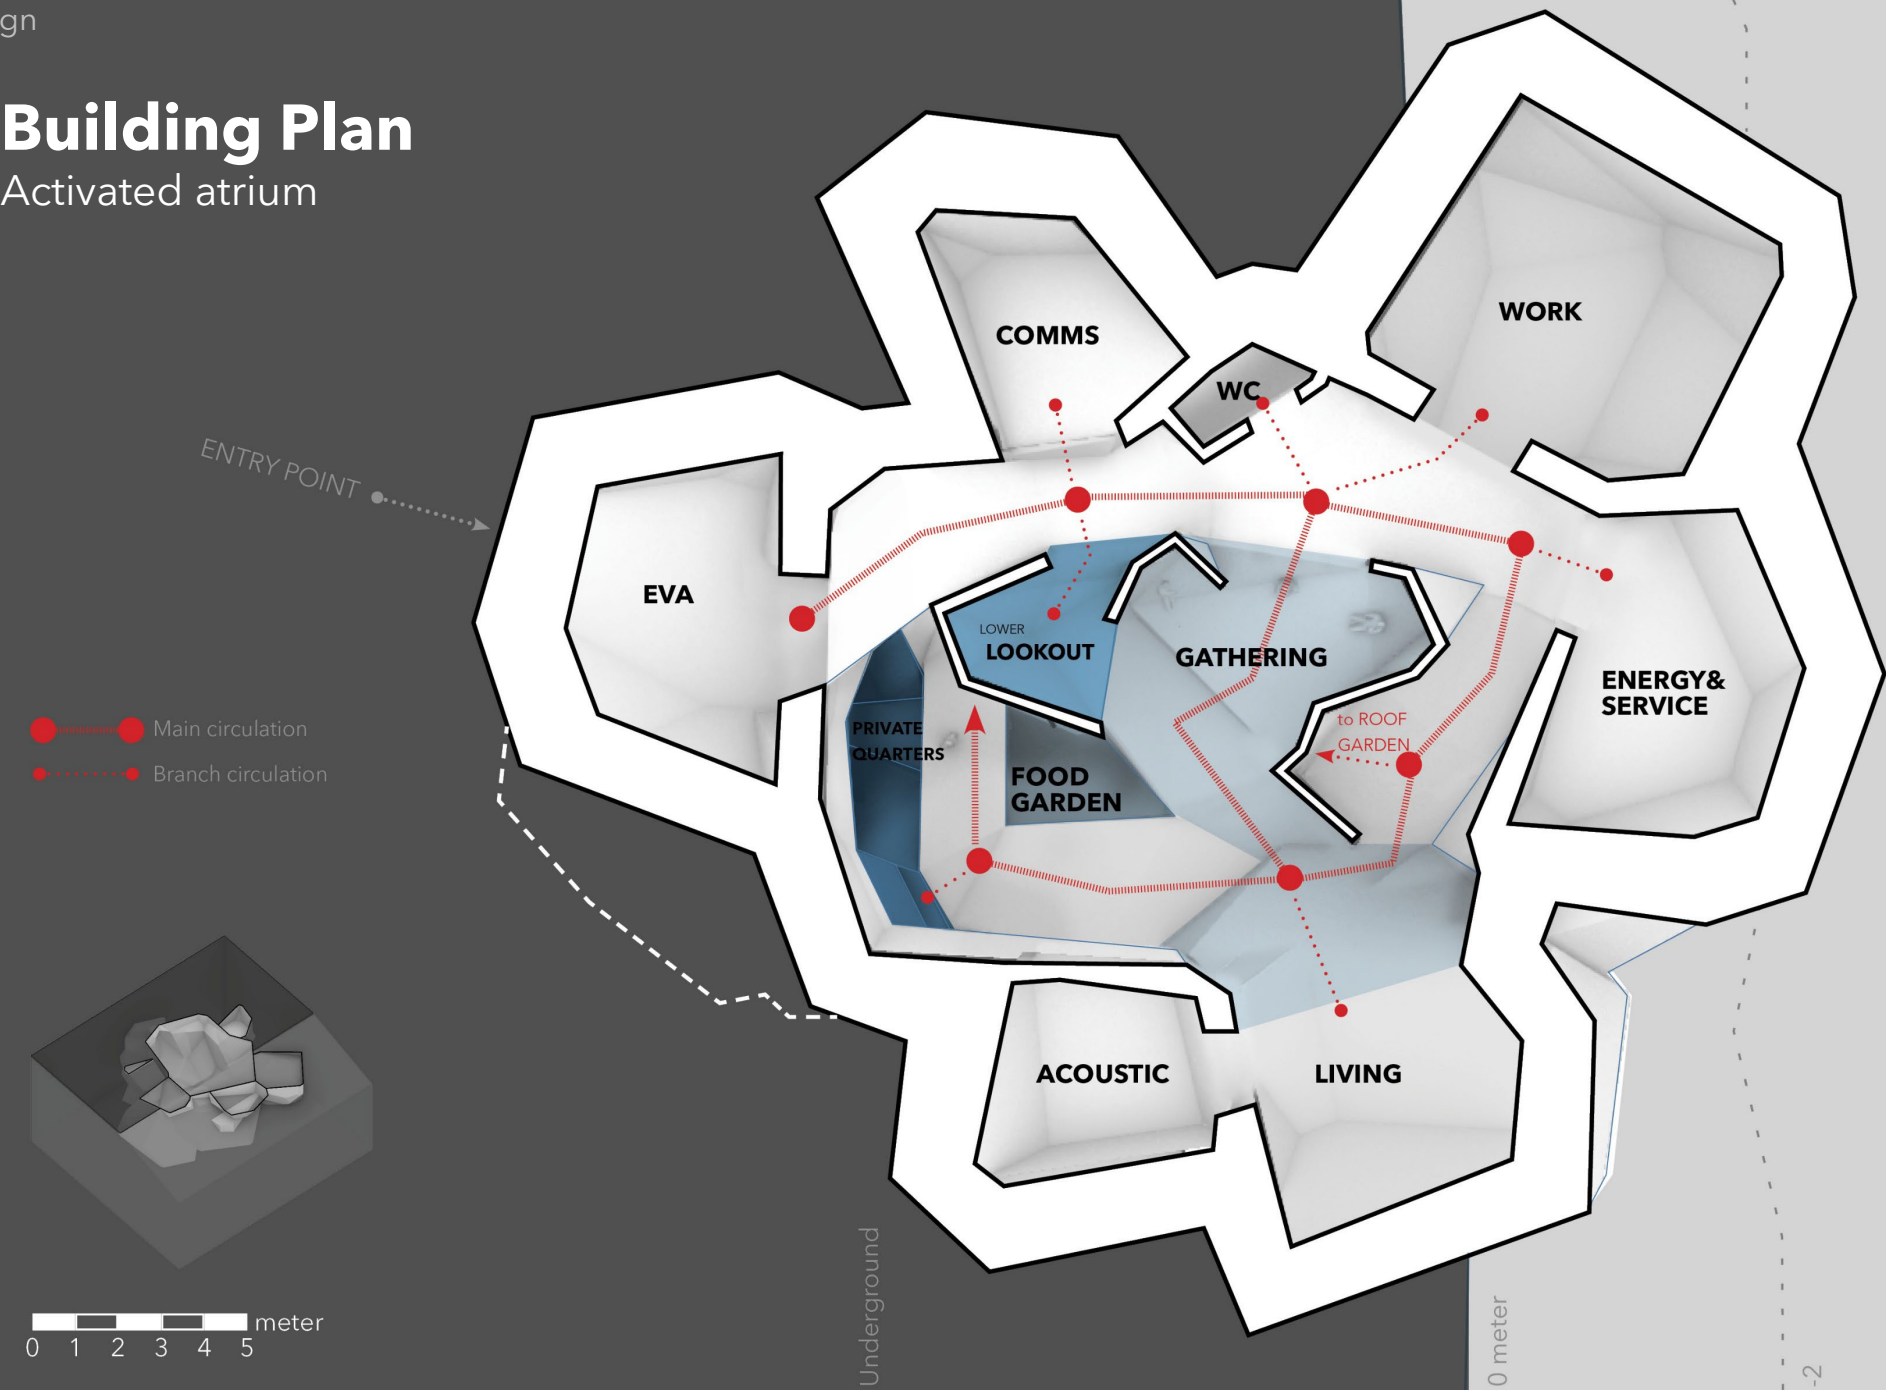 gn
Building Plan
Activated atrium
ENTRY POINT
COMMS
WC
WORK
EVA
LOWER
LOOKOUT
GATHERING
ENERGY&
SERVICE
PRIVATE
QUARTERS
to ROOF
GARDEN
FOOD
GARDEN
Main circulation
Branch circulation
ACOUSTIC
LIVING
meter
0 1 2 3 4 5
Underground
0 meter
-2